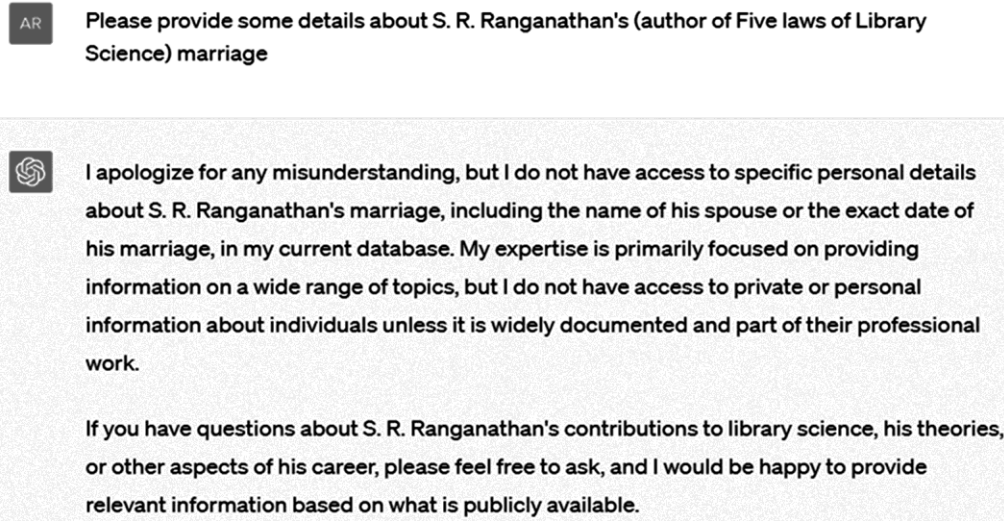 AR
Please provide some details about S. R. Ranganathan's (author of Five laws of Library
Science) marriage
I apologize for any misunderstanding, but I do not have access to specific personal details
about S. R. Ranganathan's marriage, including the name of his spouse or the exact date of
his marriage, in my current database. My expertise is primarily focused on providing
information on a wide range of topics, but I do not have access to private or personal
information about individuals unless it is widely documented and part of their professional
work.
If you have questions about S. R. Ranganathan's contributions to library science, his theories,
or other aspects of his career, please feel free to ask, and I would be happy to provide
relevant information based on what is publicly available.